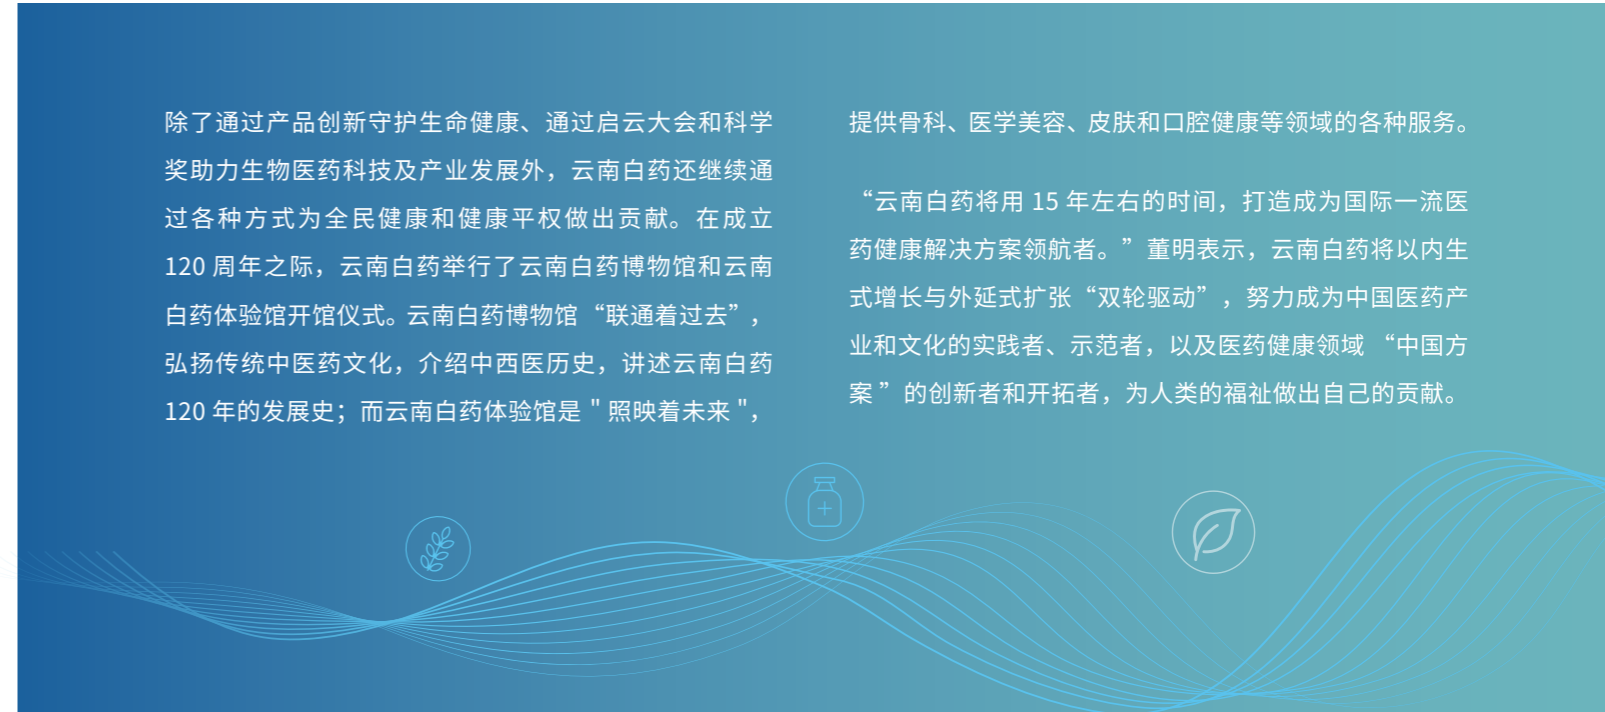 除了通过产品创新守护生命健康、通过启云大会和科学
奖助力生物医药科技及产业发展外，云南白药还继续通
过各种方式为全民健康和健康平权做出贡献。在成立
120 周年之际，云南白药举行了云南白药博物馆和云南
白药体验馆开馆仪式。云南白药博物馆“联通着过去”，
弘扬传统中医药文化，介绍中西医历史，讲述云南白药
120 年的发展史；而云南白药体验馆是 " 照映着未来 "，
提供骨科、医学美容、皮肤和口腔健康等领域的各种服务。
“云南白药将用 15 年左右的时间，打造成为国际一流医
药健康解决方案领航者。”董明表示，云南白药将以内生
式增长与外延式扩张“双轮驱动”，努力成为中国医药产
业和文化的实践者、示范者，以及医药健康领域 “中国方
案 ” 的创新者和开拓者，为人类的福祉做出自己的贡献。